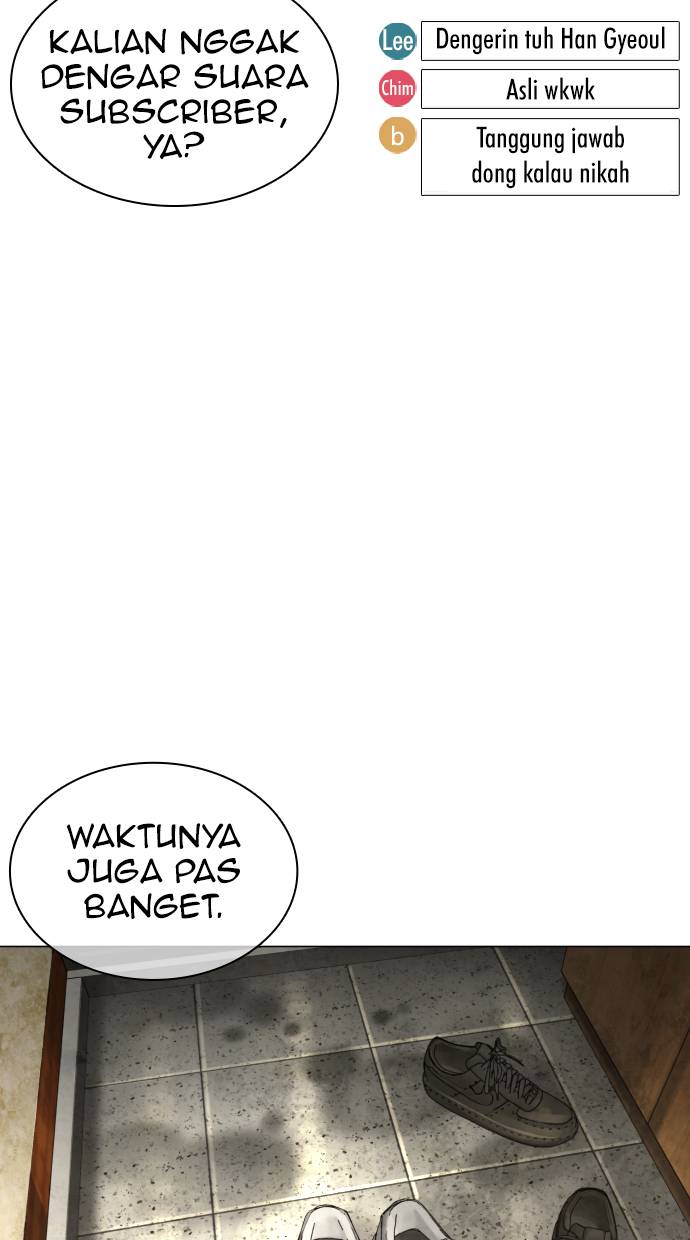 KALIAN NGGAK
DENGAR SUARA
SUBSCRIBER,
YA?
Lee Dengerin tuh Han Gyeoul
Chim Asli wkwk
b Tanggung jawab
dong kalau nikah
WAKTUNYA
JUGA PAS
BANGET.